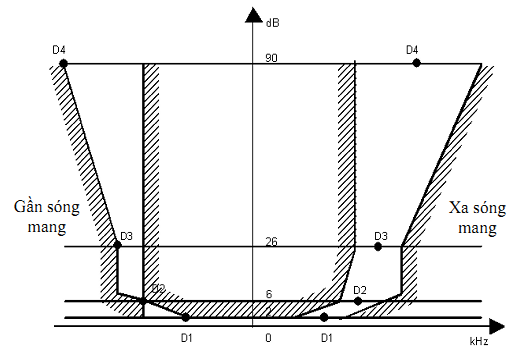 dB
D4
90
D4
Gần sóng
mang
Xa sóng
mang
D3
26
D3
D2
6
D2
2
D1
0
D1
kHz